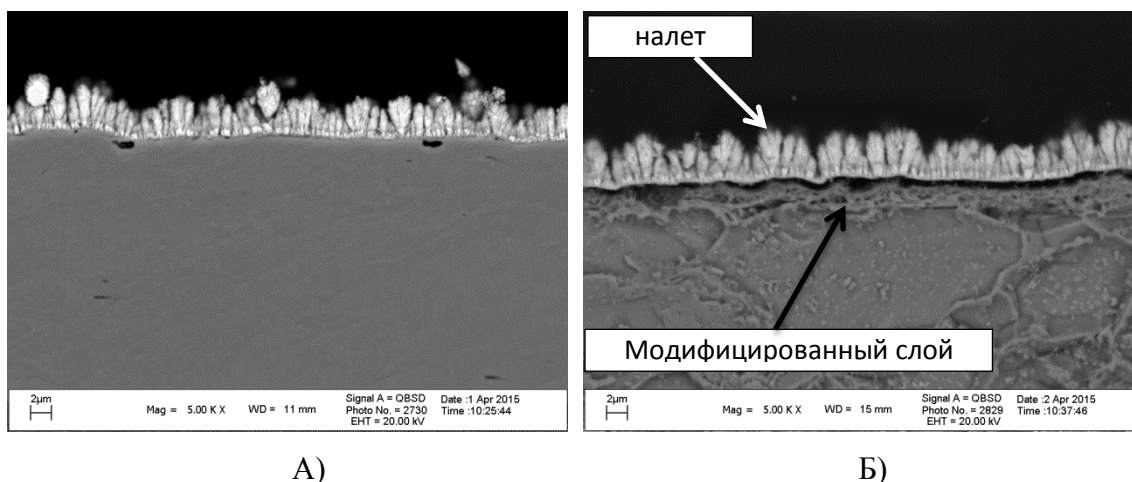 налет
Модифицированный слой
2µm
Mag = 5.00 K X WD = 11 mm
Signal A = QBSD Date :1 Apr 2015
Photo No. = 2730 Time :10:25:44
EHT = 20.00 kV
2µm
Mag = 5.00 K X WD = 15 mm
Signal A = QBSD Date :2 Apr 2015
Photo No. = 2829 Time :10:37:46
EHT = 20.00 kV
А) Б)